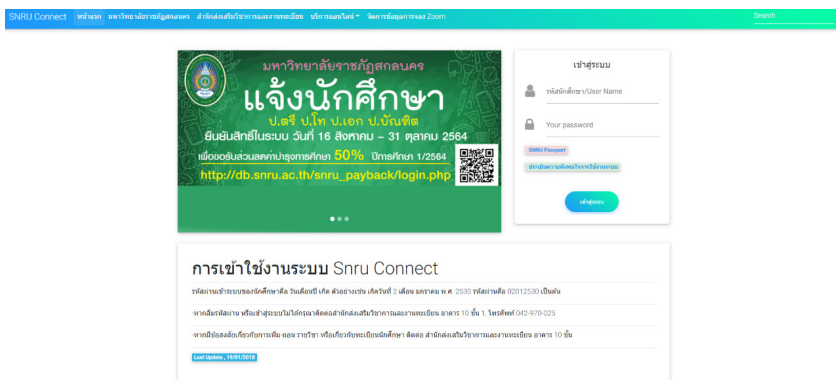 SNRU Connect หน้าแรก มหาวิทยาลัยราชภัฏสกลนคร สำนักส่งเสริมวิชาการและงานทะเบียน บริการออนไลน์ จัดการข้อมูลการจอง Zoom Search
มหาวิทยาลัยราชภัฏสกลนคร
แจ้งนักศึกษา
ป.ตรี ป.โท ป.เอก ป.บัณฑิต
ยืนยันสิทธิ์ในระบบ วันที่ 16 สิงหาคม - 31 ตุลาคม 2564
เพื่อขอรับส่วนลดค่าบำรุงการศึกษา 50% ปีการศึกษา 1/2564
http://db.snru.ac.th/snru_payback/login.php
เข้าสู่ระบบ
รหัสนักศึกษา/User Name
Your password
SNRU Passport
ประเมินความพึงพอใจการใช้งานระบบ
เข้าสู่ระบบ
การเข้าใช้งานระบบ Snru Connect
รหัสผ่านเข้าระบบของนักศึกษาคือ วันเดือนปี เกิด ตัวอย่างเช่น เกิดวันที่ 2 เดือน มกราคม พ.ศ. 2530 รหัสผ่านคือ 02012530 เป็นต้น
-หากลืมรหัสผ่าน หรือเข้าสู่ระบบไม่ได้กรุณาติดต่อสำนักส่งเสริมวิชาการและงานทะเบียน อาคาร 10 ชั้น 1, โทรศัพท์ 042-970-025
-หากมีข้อสงสัยเกี่ยวกับการเพิ่ม-ถอน รายวิชา หรือเกี่ยวกับทะเบียนนักศึกษา ติดต่อ สำนักส่งเสริมวิชาการและงานทะเบียน อาคาร 10 ชั้น
Last Update , 19/01/2018